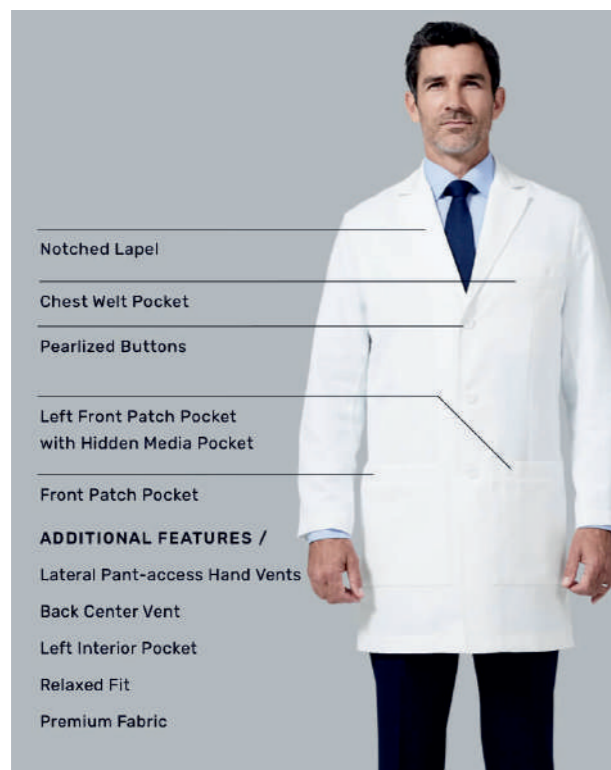 Notched Lapel
Chest Welt Pocket
Pearlized Buttons
Left Front Patch Pocket
with Hidden Media Pocket
Front Patch Pocket
ADDITIONAL FEATURES /
Lateral Pant-access Hand Vents
Back Center Vent
Left Interior Pocket
Relaxed Fit
Premium Fabric